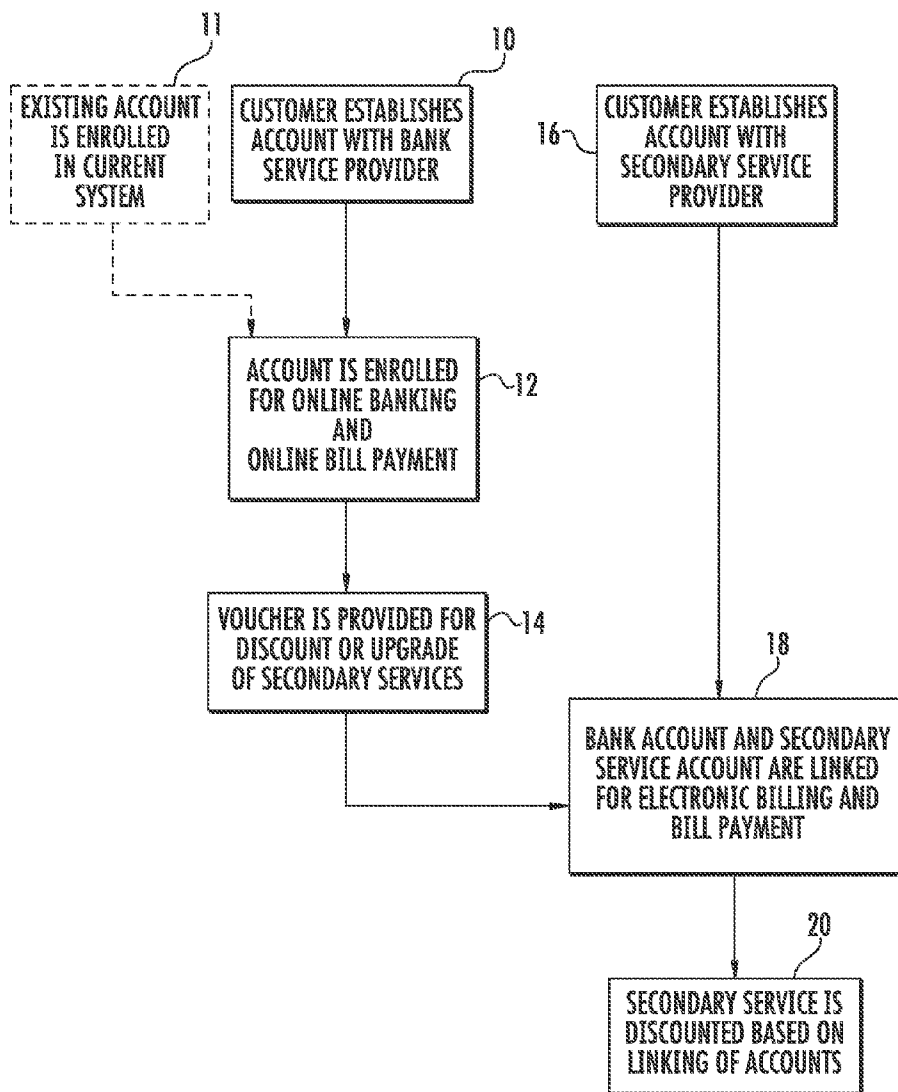 11
EXISTING ACCOUNT
IS ENROLLED
IN CURRENT
SYSTEM
10
CUSTOMER ESTABLISHES
ACCOUNT WITH BANK
SERVICE PROVIDER
16
CUSTOMER ESTABLISHES
ACCOUNT WITH
SECONDARY SERVICE
PROVIDER
ACCOUNT IS ENROLLED
FOR ONLINE BANKING
AND
ONLINE BILL PAYMENT
12
VOUCHER IS PROVIDED FOR
DISCOUNT OR UPGRADE
OF SECONDARY SERVICES
14
18
BANK ACCOUNT AND SECONDARY
SERVICE ACCOUNT ARE LINKED
FOR ELECTRONIC BILLING AND
BILL PAYMENT
20
SECONDARY SERVICE IS
DISCOUNTED BASED ON
LINKING OF ACCOUNTS